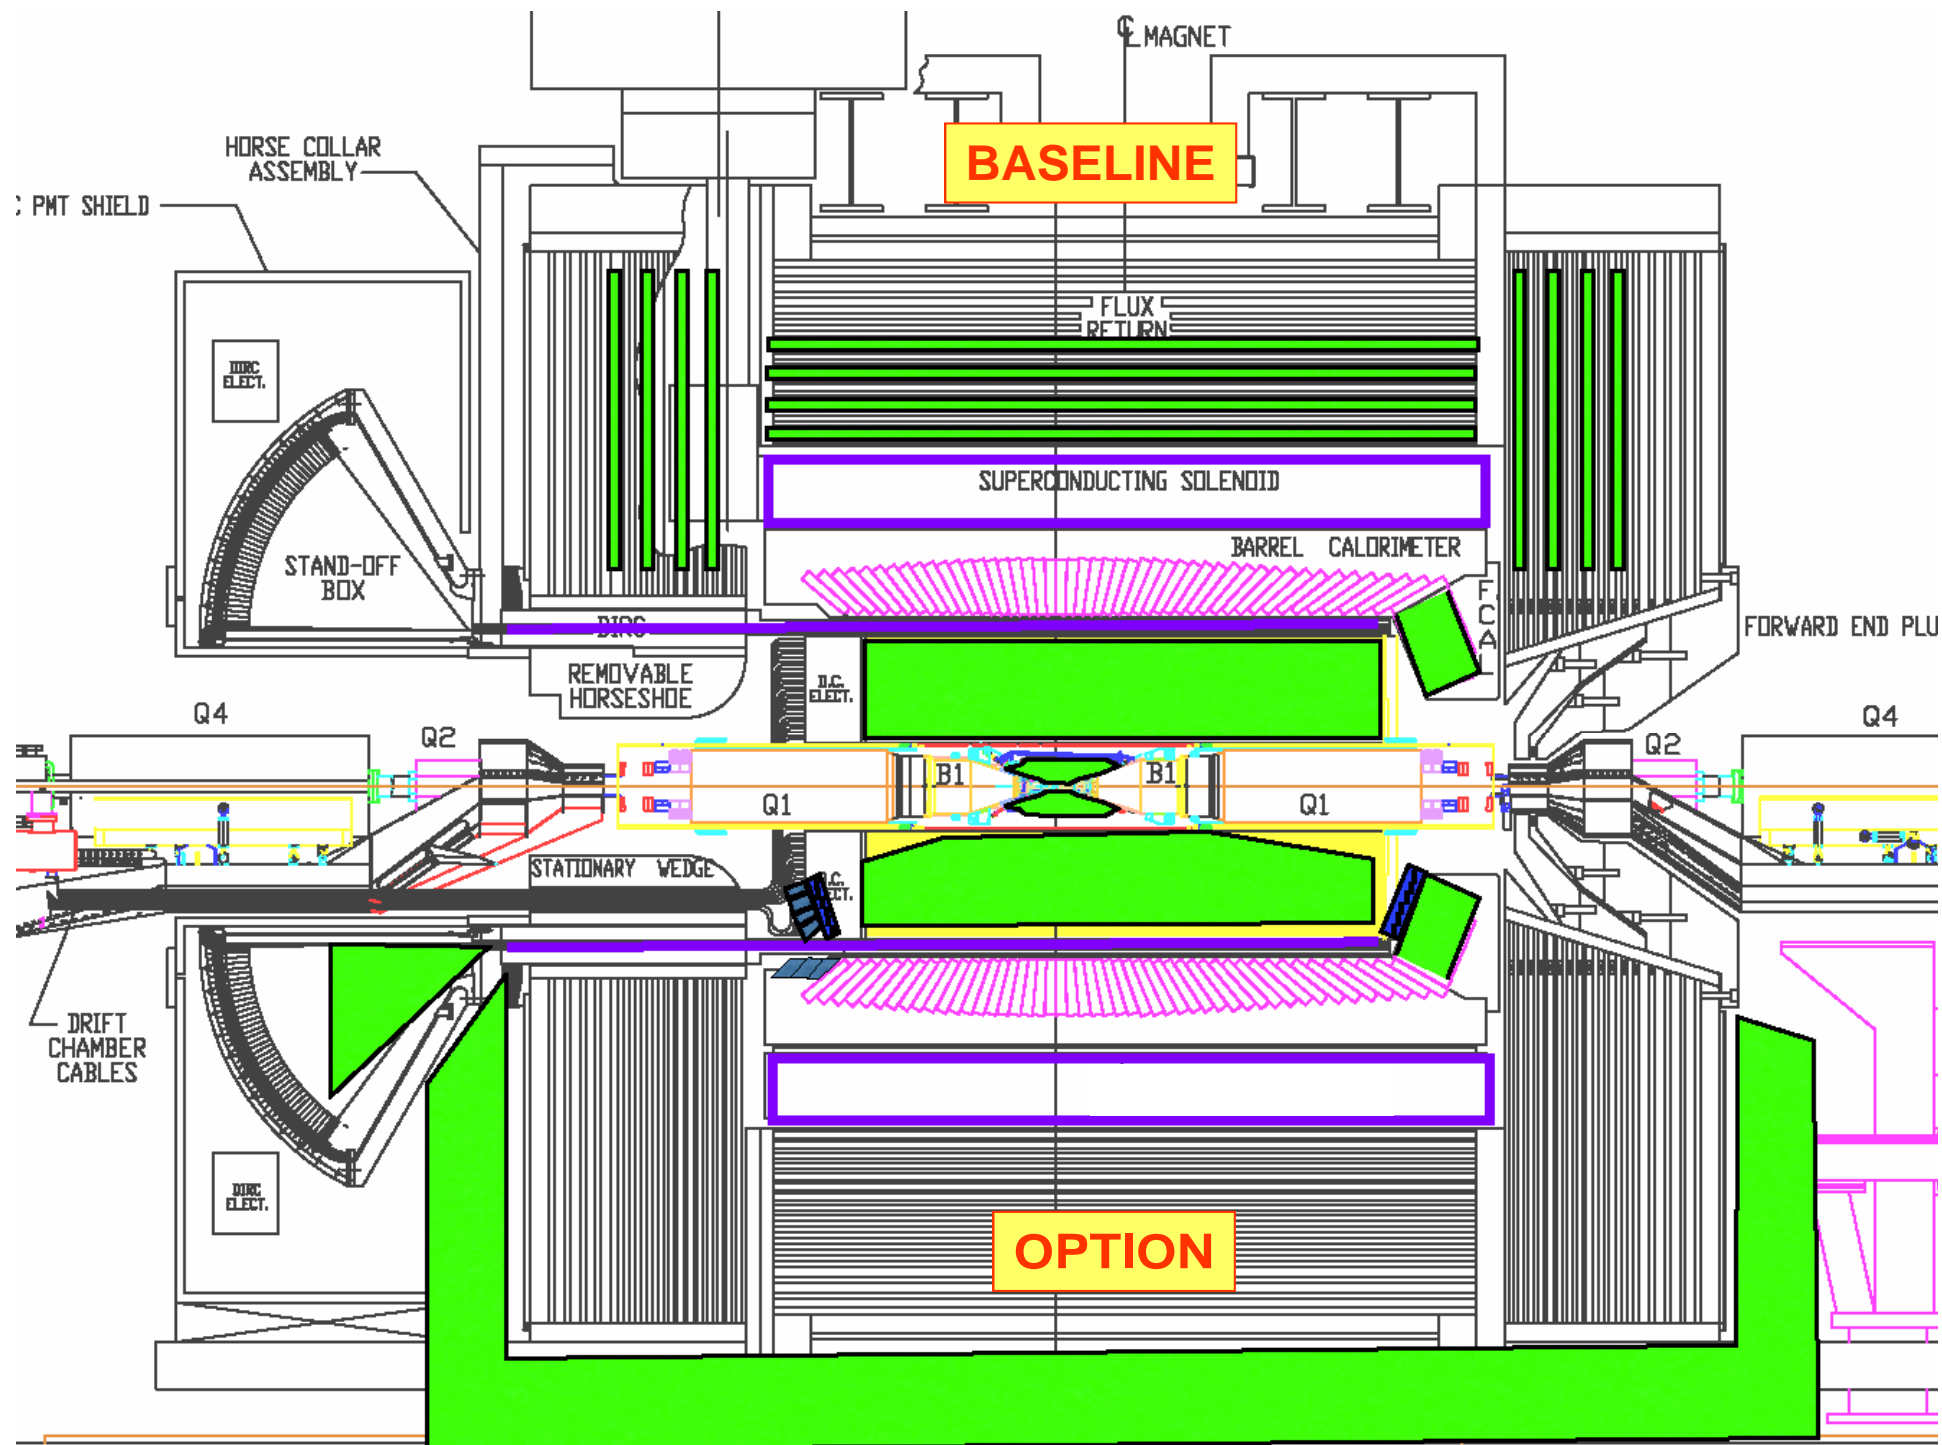 ℄ MAGNET
BASELINE
HORSE COLLAR
ASSEMBLY
C PMT SHIELD
FLUX
RETURN
DIRC
ELECT.
SUPERCONDUCTING SOLENOID
BARREL CALORIMETER
STAND-OFF
BOX
F.
C
A
L
DIRC
FORWARD END PLU
REMOVABLE
HORSESHOE
D.C.
ELECT.
Q4
Q2
Q2
Q4
B1
B1
Q1
Q1
STATIONARY WEDGE
D.C.
ELECT.
DRIFT
CHAMBER
CABLES
DIRC
ELECT.
OPTION